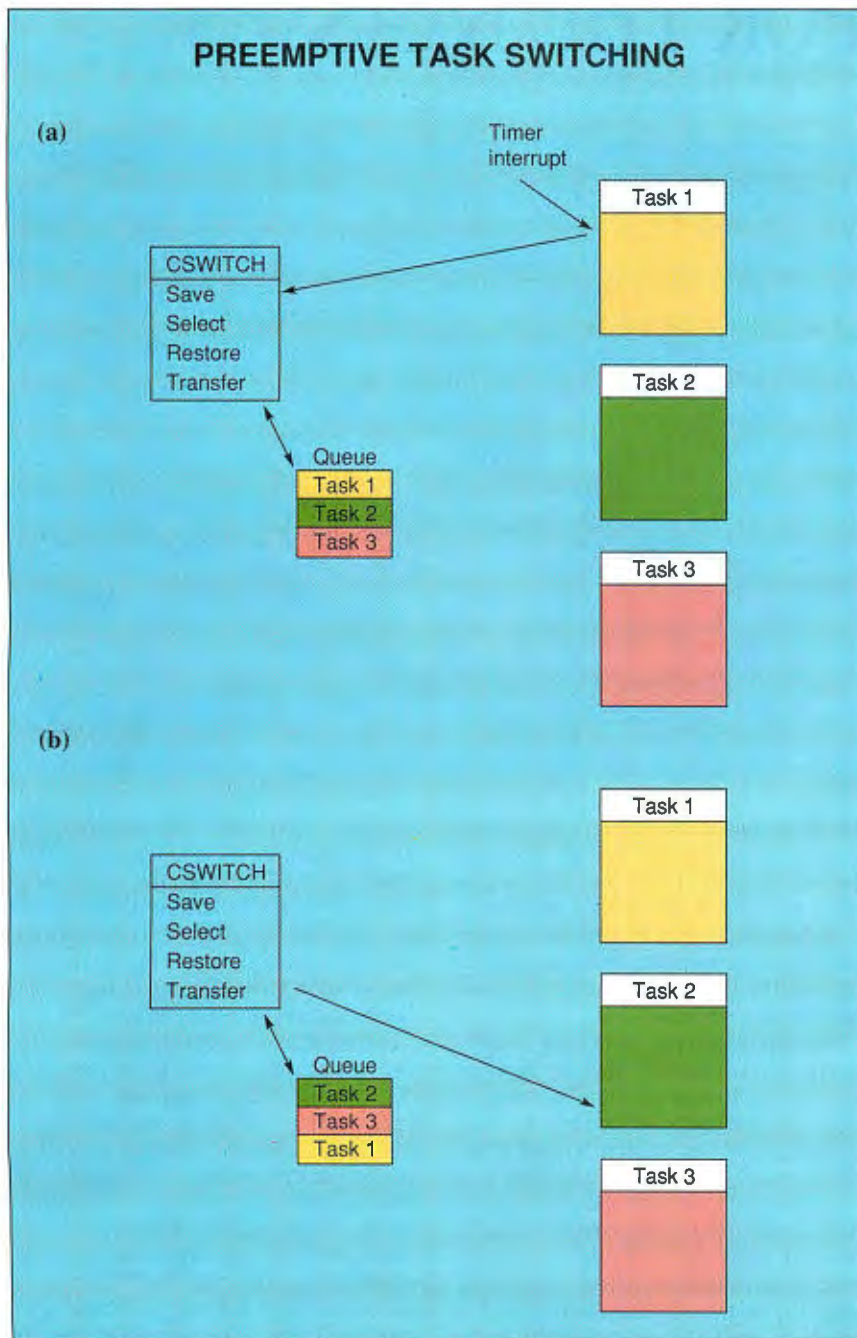 PREEMPTIVE TASK SWITCHING
(a)
Timer
interrupt
Task 1
CSWITCH
Save
Select
Restore
Transfer
Task 2
Queue
Task 1
Task 2
Task 3
Task 3
(b)
Task 1
CSWITCH
Save
Select
Restore
Transfer
Task 2
Queue
Task 2
Task 3
Task 1
Task 3